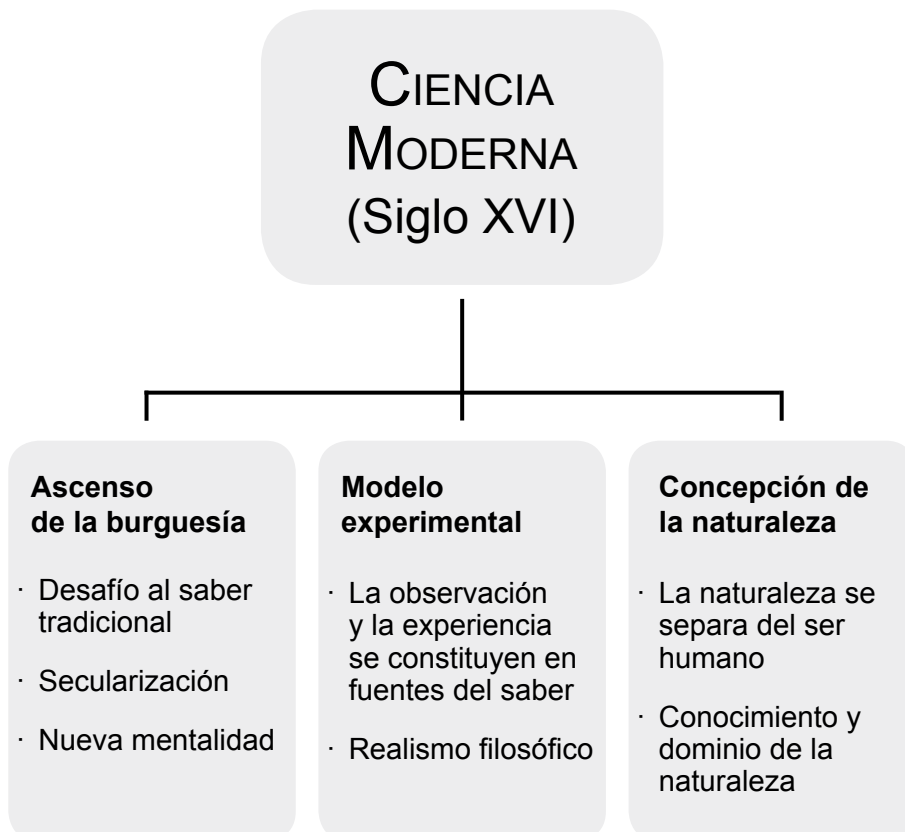 CIENCIA
MODERNA
(Siglo XVI)
Ascenso
de la burguesía
· Desafío al saber
tradicional
· Secularización
· Nueva mentalidad
Modelo
experimental
· La observación
y la experiencia
se constituyen en
fuentes del saber
· Realismo filosófico
Concepción de
la naturaleza
· La naturaleza se
separa del ser
humano
· Conocimiento y
dominio de la
naturaleza